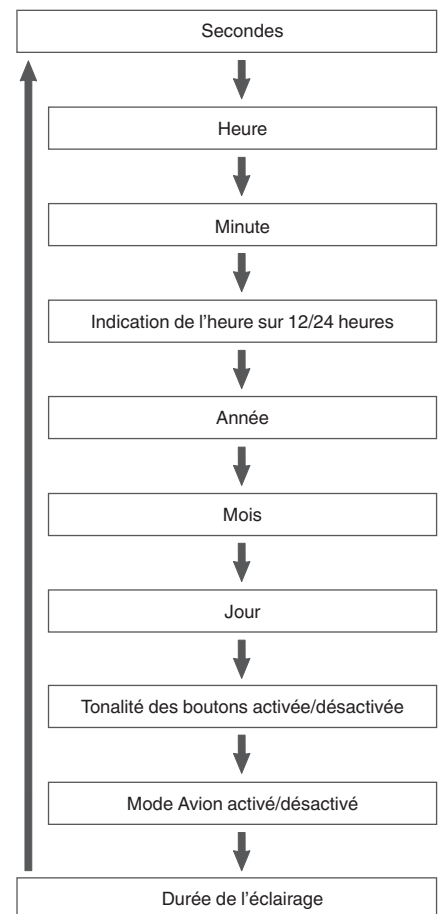 Secondes
Heure
Minute
Indication de l’heure sur 12/24 heures
Année
Mois
Jour
Tonalité des boutons activée/désactivée
Mode Avion activé/désactivé
Durée de l’éclairage